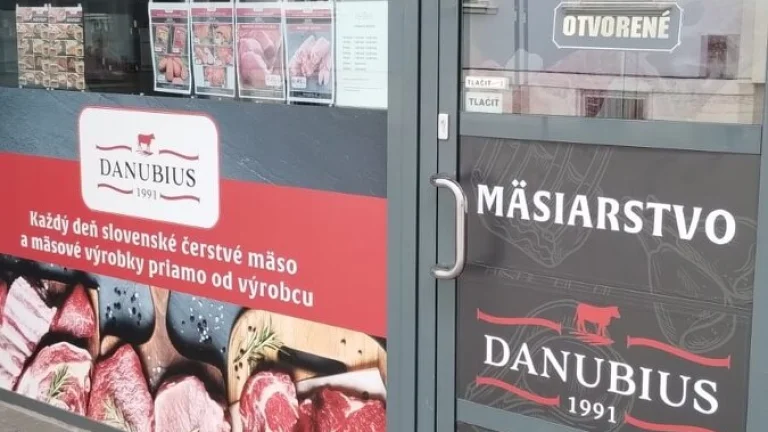 DANUBIUS
1991
Každý deň slovenské čerstvé mäso
a mäsové výrobky priamo od výrobcu
OTVORENÉ
TLAČIŤ
TLAČIŤ
MÄSIARSTVO
DANUBIUS
1991